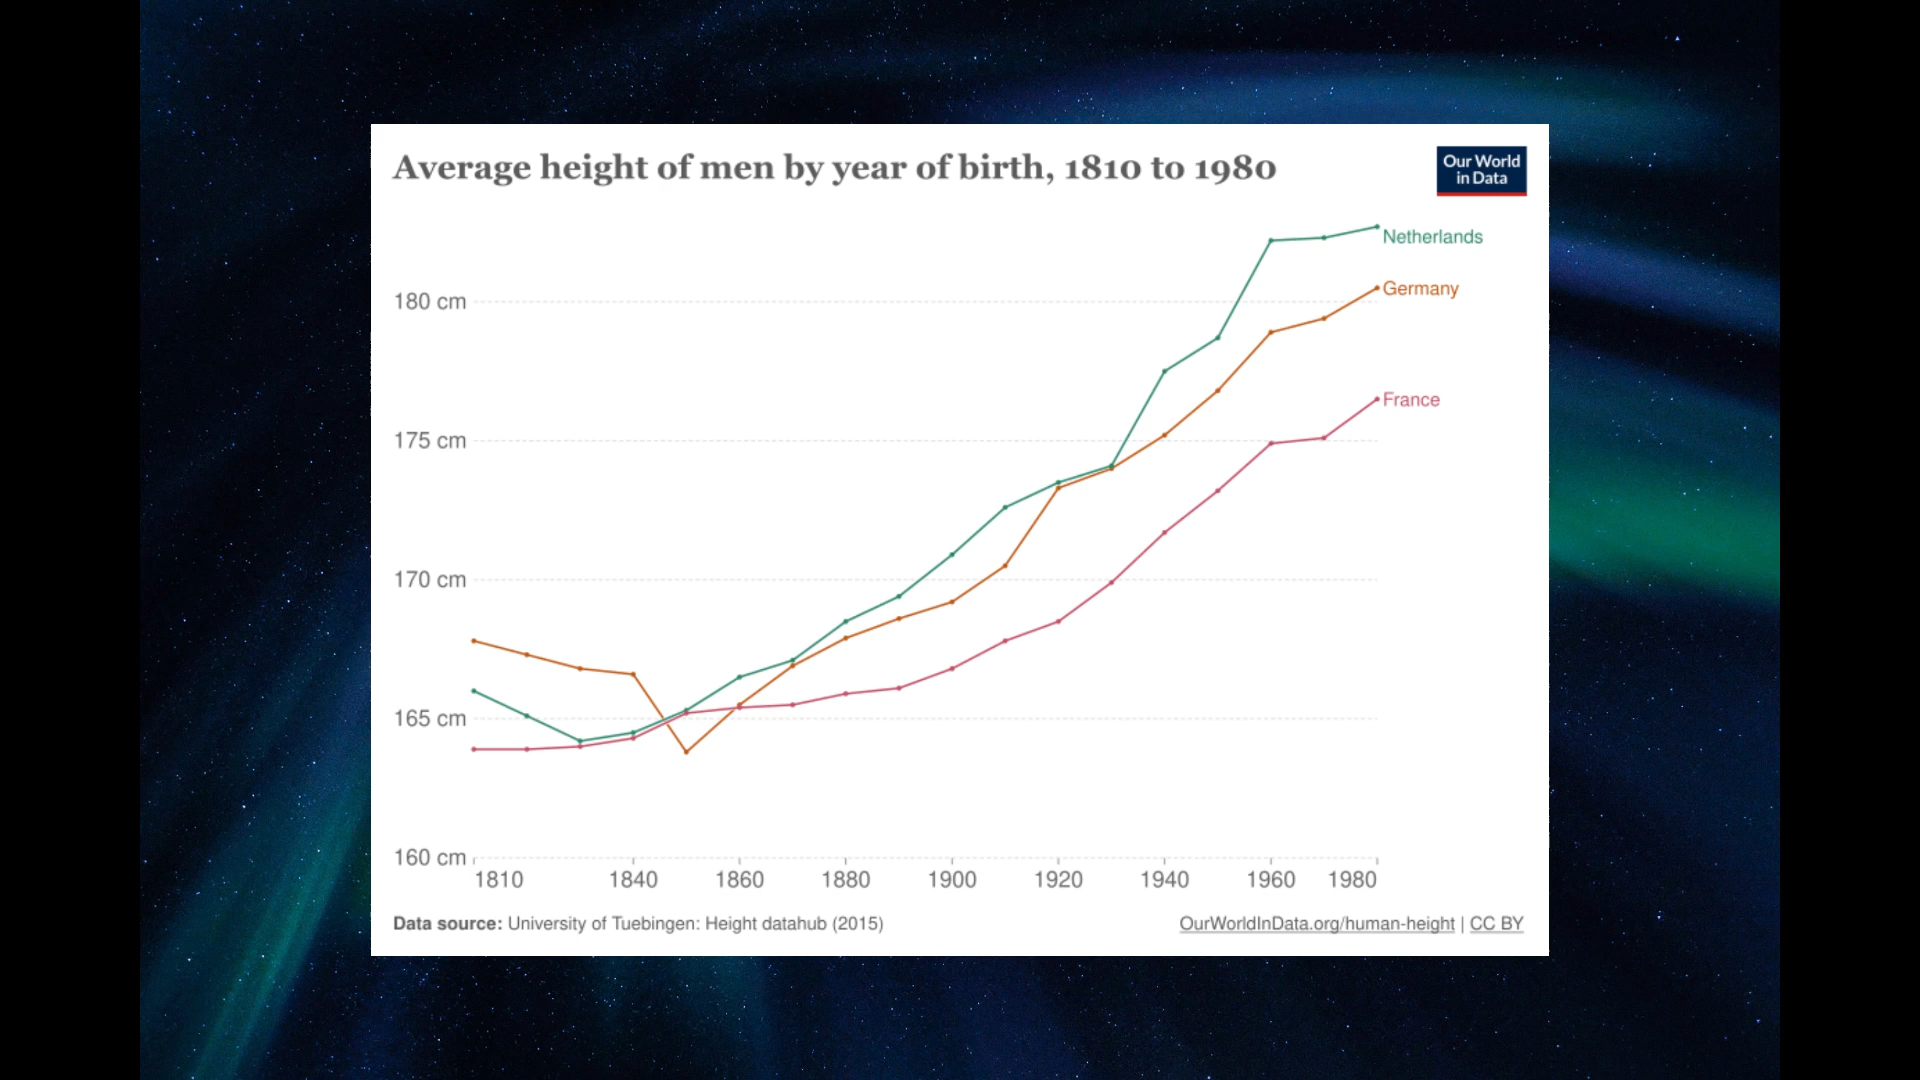 Average height of men by year of birth, 1810 to 1980
Our World
in Data
Netherlands
Germany
France
180 cm
175 cm
170 cm
165 cm
160 cm
1810 1840 1860 1880 1900 1920 1940 1960 1980
Data source: University of Tuebingen: Height datahub (2015)
OurWorldInData.org/human-height | CC BY